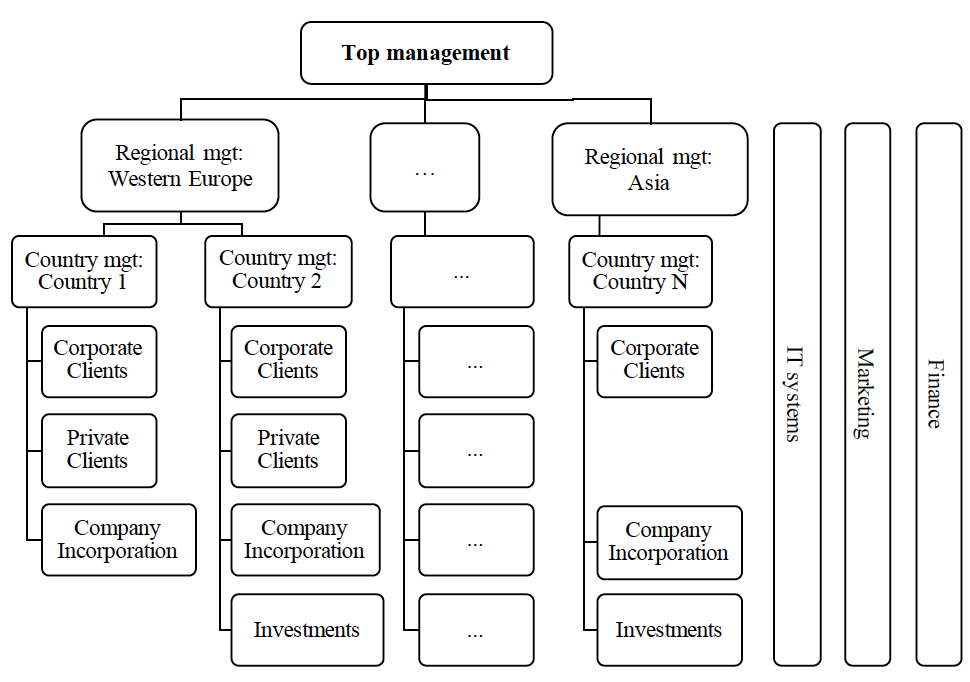 Top management
Regional mgt:
Western Europe
…
Regional mgt:
Asia
Country mgt:
Country 1
Country mgt:
Country 2
...
Country mgt:
Country N
Corporate
Clients
Corporate
Clients
...
Corporate
Clients
Private
Clients
Private
Clients
...
Company
Incorporation
Company
Incorporation
...
Company
Incorporation
Investments
...
Investments
IT systems
Marketing
Finance